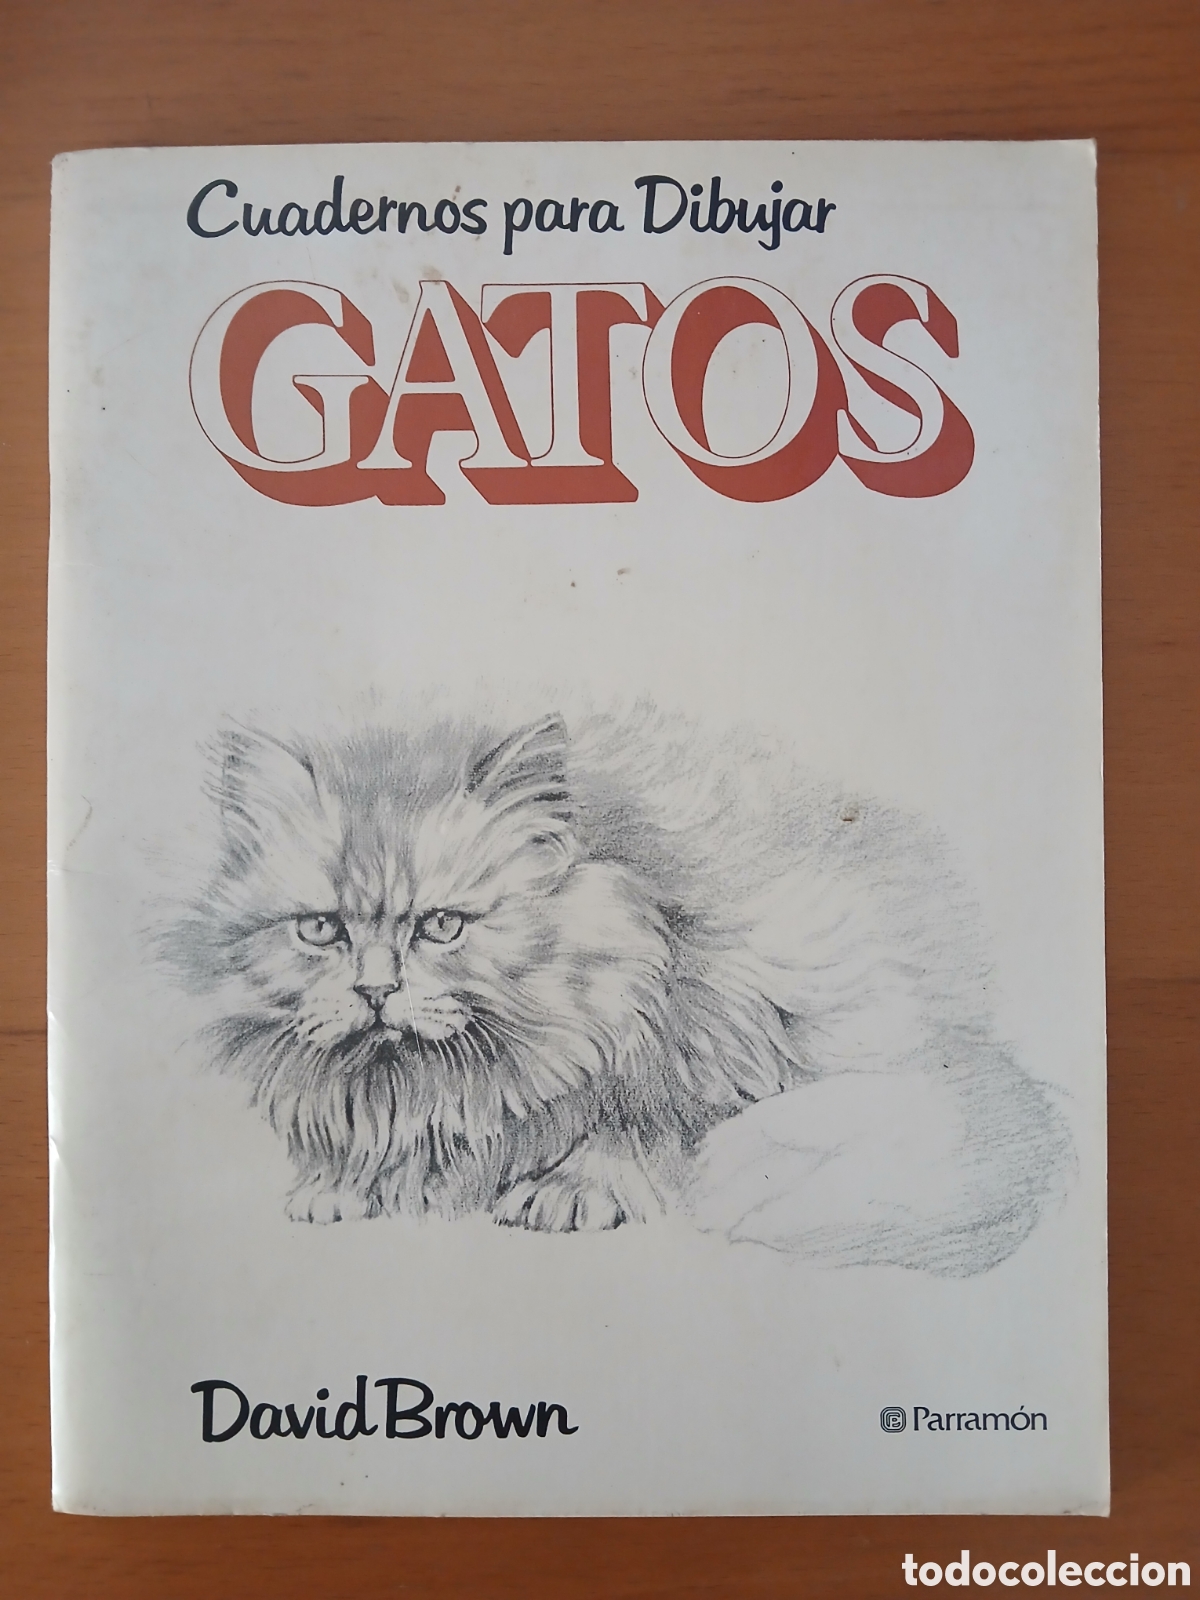 Cuadernos para Dibujar
GATOS
David Brown
Parramón
todocoleccion